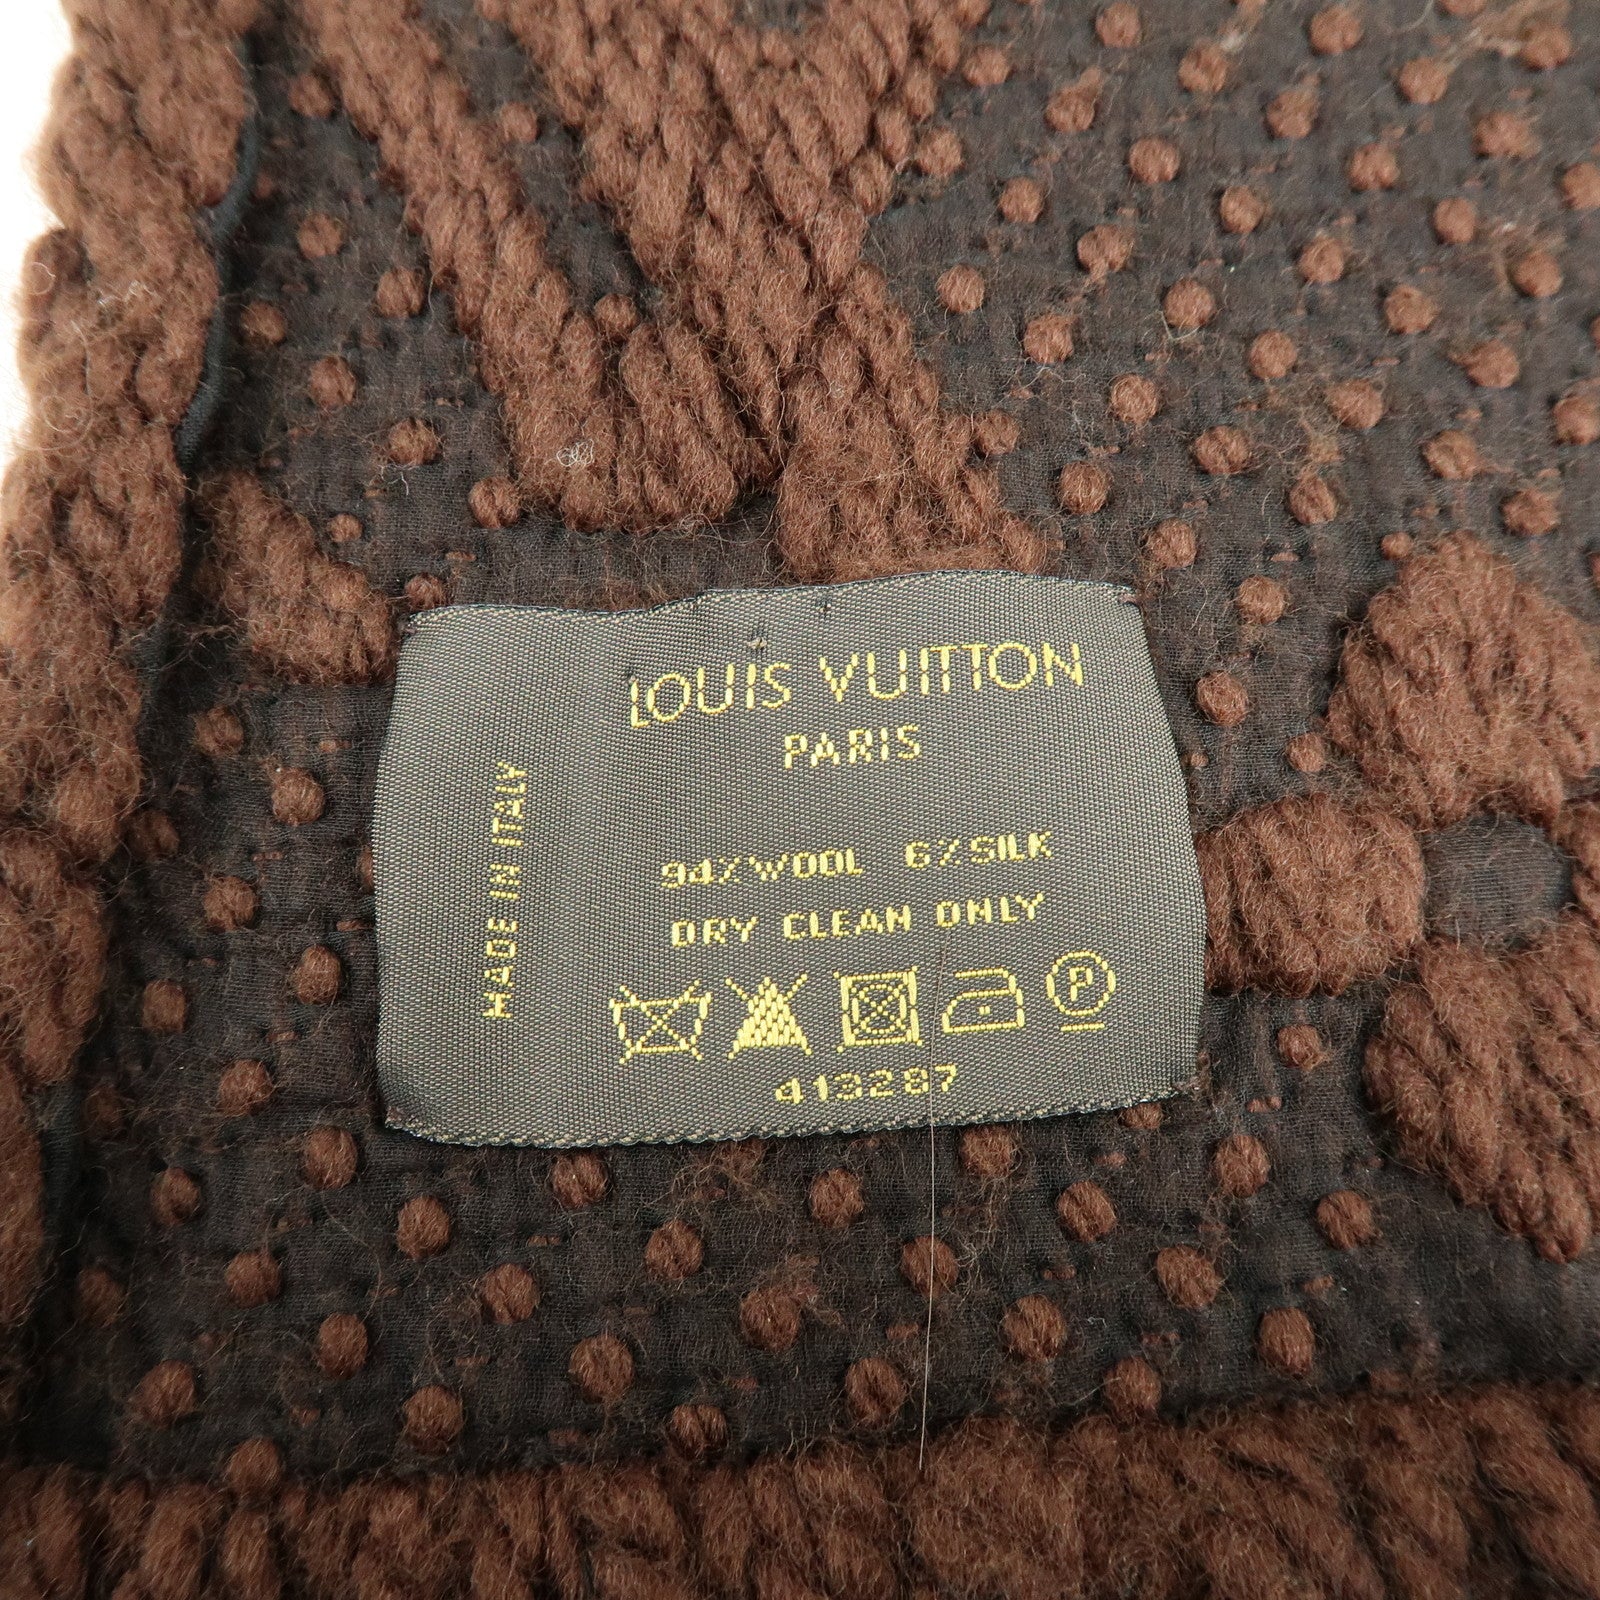 LOUIS VUITTON
PARIS
MADE IN ITALY
94%WOOL 6%SILK
DRY CLEAN ONLY
P
413287